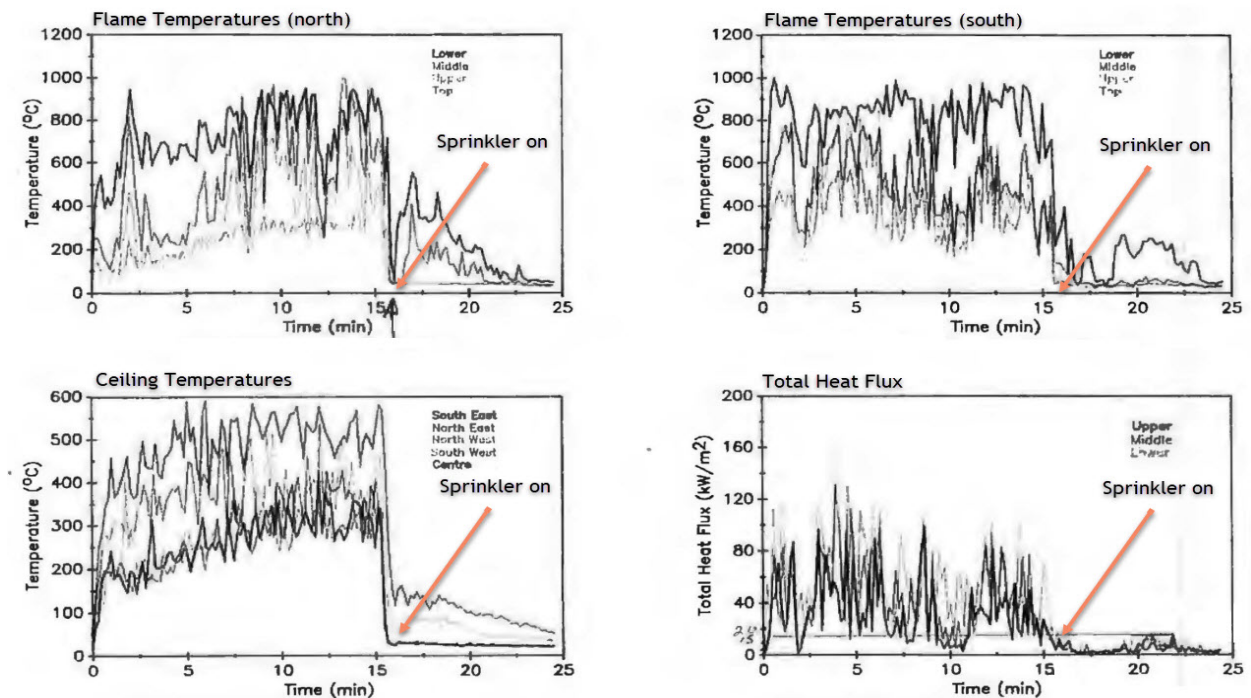 Flame Temperatures (north)
1200
1000
800
600
400
200
0
Temperature (°C)
Lower
Middle
Upper
Top
Sprinkler on
0 5 10 15 20 25
Time (min)
Flame Temperatures (south)
1200
1000
800
600
400
200
0
Temperature (°C)
Lower
Middle
Upper
Top
Sprinkler on
0 5 10 15 20 25
Time (min)
Ceiling Temperatures
600
500
400
300
200
100
0
Temperature (°C)
South East
North East
North West
South West
Centre
Sprinkler on
0 5 10 15 20 25
Time (min)
Total Heat Flux
200
160
120
80
40
0
Total Heat Flux (kW/m²)
Upper
Middle
Lower
Sprinkler on
0 5 10 15 20 25
Time (min)